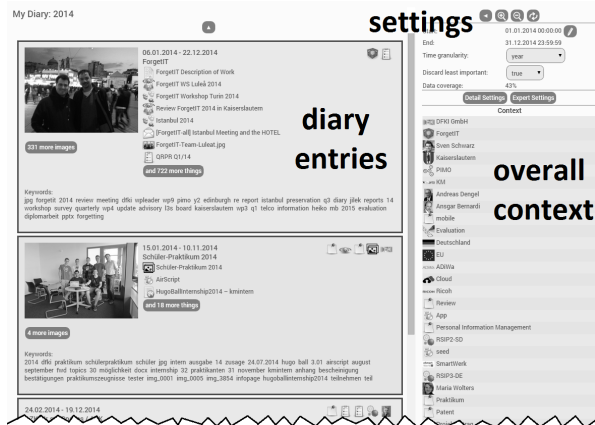 My Diary: 2014
settings
06.01.2014 - 22.12.2014
ForgetIT
ForgetIT Description of Work
ForgetIT WS Luleå 2014
ForgetIT Workshop Turin 2014
Review ForgetIT 2014 in Kaiserslautern
Istanbul 2014
[ForgetIT-all] Istanbul Meeting and the HOTEL
ForgetIT-Team-Luleat.jpg
QRPR Q1/14
and 722 more things
331 more images
diary
entries
Keywords:
jpg forgetit 2014 review meeting dfki wpleader wp9 pimo y2 edinburgh re report istanbul preservation q3 diary jilek reports 14
workshop survey quarterly wp4 update advisory l3s board kaiserslautern wp3 q1 telco information heiko mb 2015 evaluation
diplomarbeit pptx forgetting
15.01.2014 - 10.11.2014
Schüler-Praktikum 2014
Schüler-Praktikum 2014
AirScript
HugoBallInternship2014 – kmintern
and 18 more things
4 more images
Keywords:
2014 dfki praktikum schülerpraktikum schüler jpg intern ausgabe 14 zusage 24.07.2014 hugo ball 3.01 airscript august
september fvd topics 30 möglichkeit docx internship 32 praktikanten 31 november kmintern anhang bescheinigung
bestätigungen praktikumszeugnisse tester img_0001 img_0005 img_3854 infopage hugoballinternship2014 teilnehmen teil
24.02.2014 - 19.12.2014
01.01.2014 00:00:00
End: 31.12.2014 23:59:59
Time granularity: year
Discard least important: true
Data coverage: 43%
Detail Settings Expert Settings
Context
overall
context
DFKI GmbH
ForgetIT
Sven Schwarz
Kaiserslautern
PIMO
KM
Andreas Dengel
Ansgar Bernardi
mobile
Evaluation
Deutschland
EU
ADIWa
Cloud
Ricoh
Review
App
Personal Information Management
RSIP2-SD
seed
SmartWerk
RSIP3-DE
Maria Wolters
Praktikum
Patent